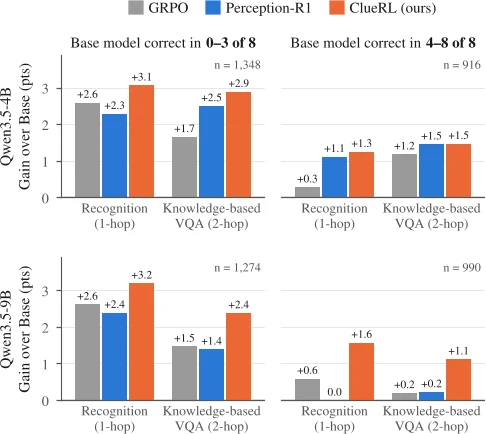 GRPO Perception-R1 ClueRL (ours)
Base model correct in 0–3 of 8
Base model correct in 4–8 of 8
Qwen3.5-4B
Gain over Base (pts)
3
2
1
0
n = 1,348
+2.6
+2.3
+3.1
+1.7
+2.5
+2.9
Recognition
(1-hop)
Knowledge-based
VQA (2-hop)
n = 916
+0.3
+1.1
+1.3
+1.2
+1.5
+1.5
Recognition
(1-hop)
Knowledge-based
VQA (2-hop)
Qwen3.5-9B
Gain over Base (pts)
3
2
1
0
n = 1,274
+2.6
+2.4
+3.2
+1.5
+1.4
+2.4
Recognition
(1-hop)
Knowledge-based
VQA (2-hop)
n = 990
+0.6
0.0
+1.6
+0.2
+0.2
+1.1
Recognition
(1-hop)
Knowledge-based
VQA (2-hop)